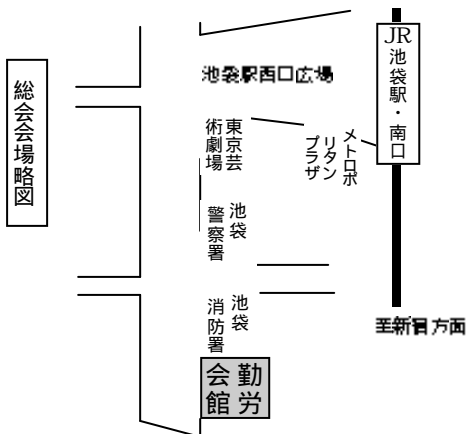 総会会場略図
JR
池袋駅・南口
池袋駅西口広場
メトロポ
リタン
プラザ
東京芸
術劇場
池袋
警察署
池袋
消防署
勤労
会館
至新宿方面